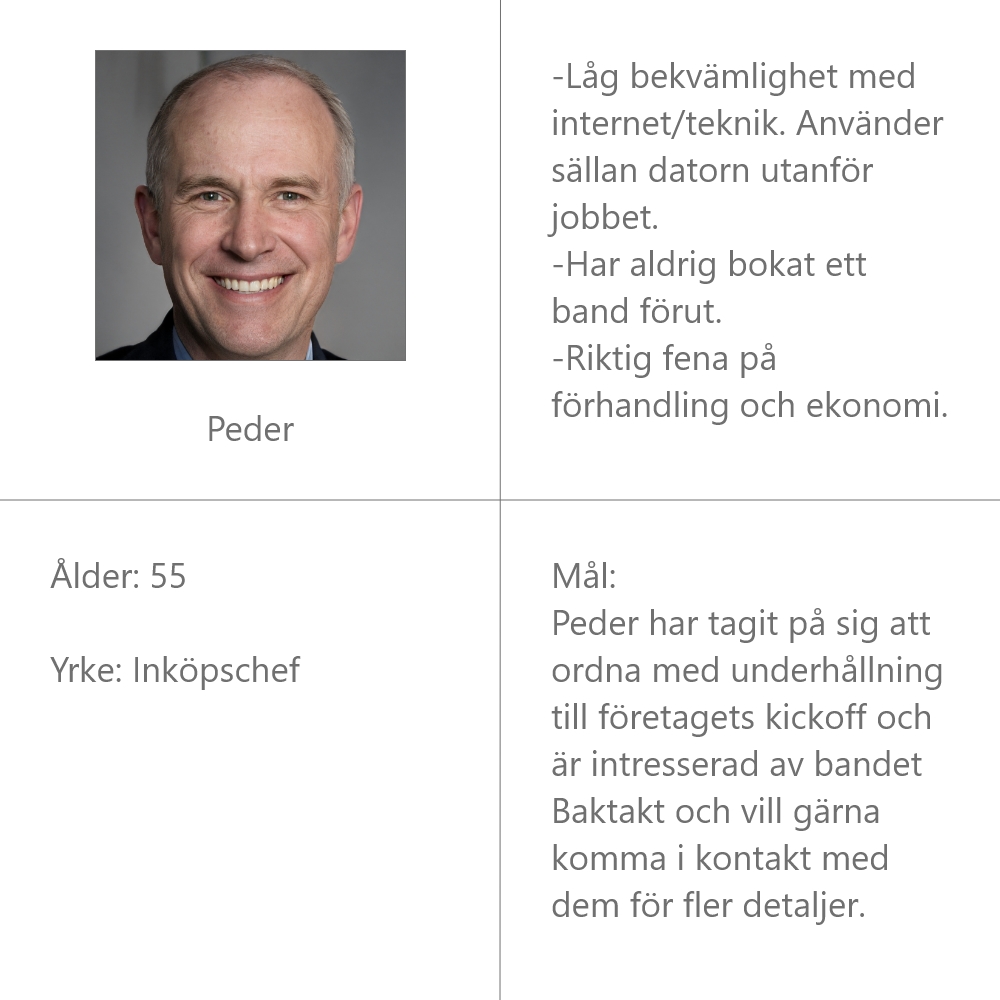 -Låg bekvämlighet med
internet/teknik. Använder
sällan datorn utanför
jobbet.
-Har aldrig bokat ett
band förut.
-Riktig fena på
förhandling och ekonomi.
Peder
Ålder: 55
Yrke: Inköpschef
Mål:
Peder har tagit på sig att
ordna med underhållning
till företagets kickoff och
är intresserad av bandet
Baktakt och vill gärna
komma i kontakt med
dem för fler detaljer.